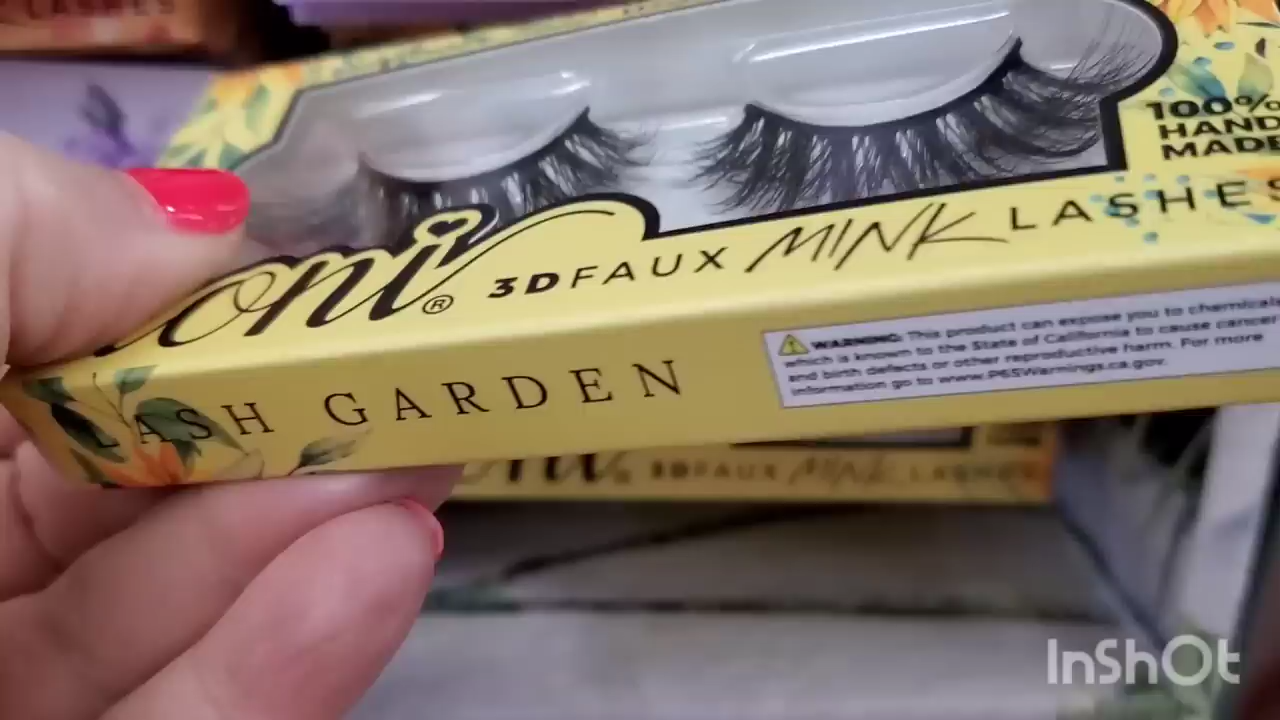 LASHES
100%
HAND
MADE
oni®
3D FAUX MINK LASHES
LASH GARDEN
WARNING: This product can expose you to chemicals
which is known to the State of California to cause cancer
and birth defects or other reproductive harm. For more
information go to www.P65Warnings.ca.gov.
3D FAUX MINK LASHES
InShOt